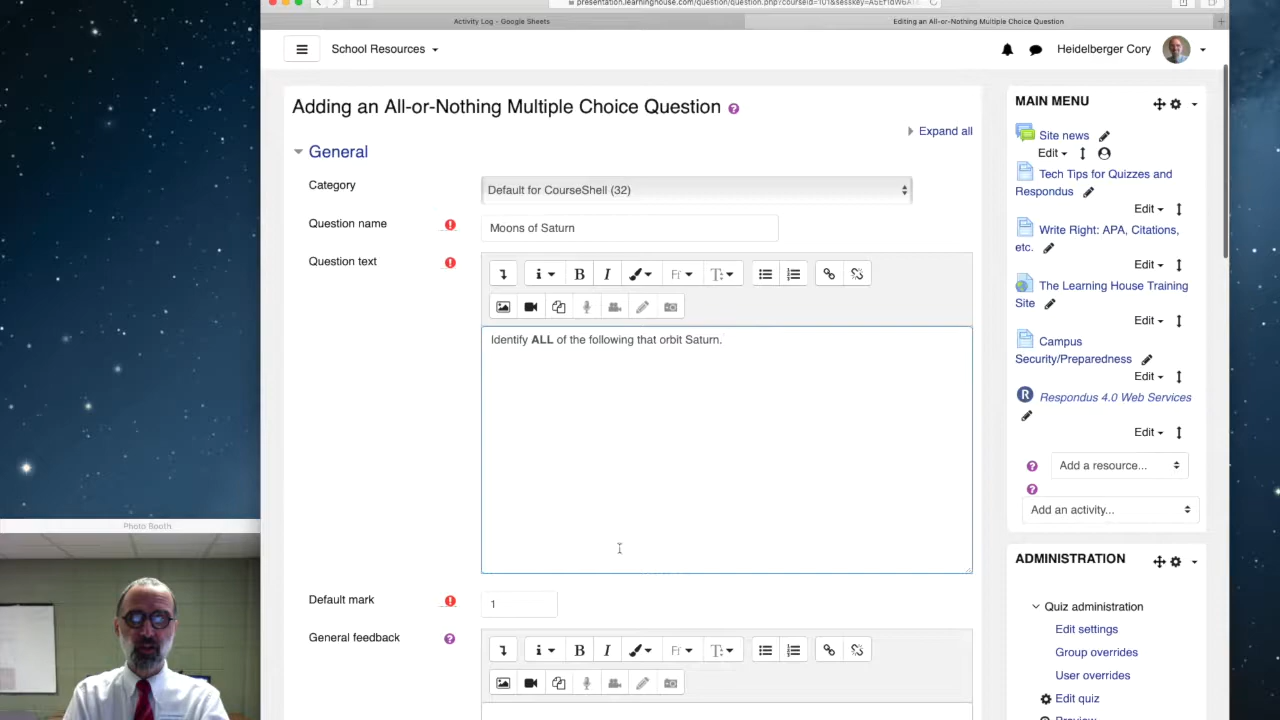 presentation.learninghouse.com/question/question.php?courseid=101&sesskey=
Activity Log - Google Sheets
Editing an All-or-Nothing Multiple Choice Question
School Resources
Heidelberger Cory
Adding an All-or-Nothing Multiple Choice Question
Expand all
General
Category
Default for CourseShell (32)
Question name
Moons of Saturn
Question text
Identify ALL of the following that orbit Saturn.
Default mark
1
General feedback
MAIN MENU
Site news
Edit
Tech Tips for Quizzes and
Respondus
Edit
Write Right: APA, Citations,
etc.
Edit
The Learning House Training
Site
Edit
Campus
Security/Preparedness
Edit
R
Respondus 4.0 Web Services
Edit
Add a resource...
Add an activity...
ADMINISTRATION
Quiz administration
Edit settings
Group overrides
User overrides
Edit quiz
Preview
Photo Booth